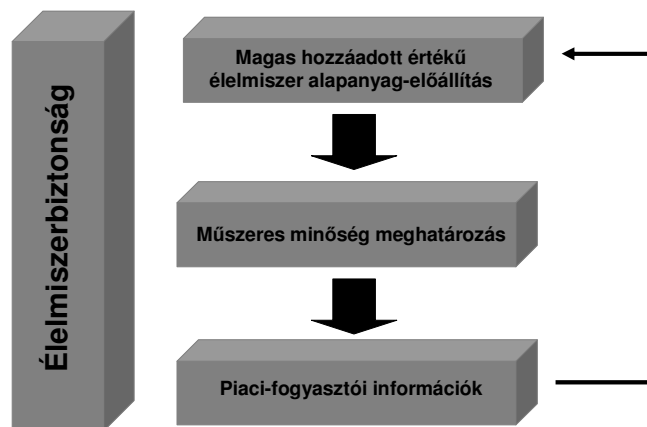 Élelmiszerbiztonság
Magas hozzáadott értékű
élelmiszer alapanyag-előállítás
Műszeres minőség meghatározás
Piaci-fogyasztói információk